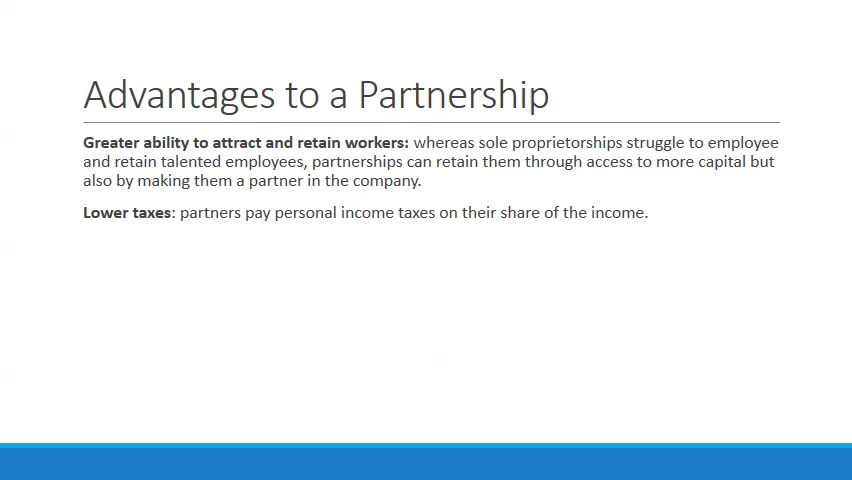 Advantages to a Partnership
Greater ability to attract and retain workers: whereas sole proprietorships struggle to employee
and retain talented employees, partnerships can retain them through access to more capital but
also by making them a partner in the company.
Lower taxes: partners pay personal income taxes on their share of the income.